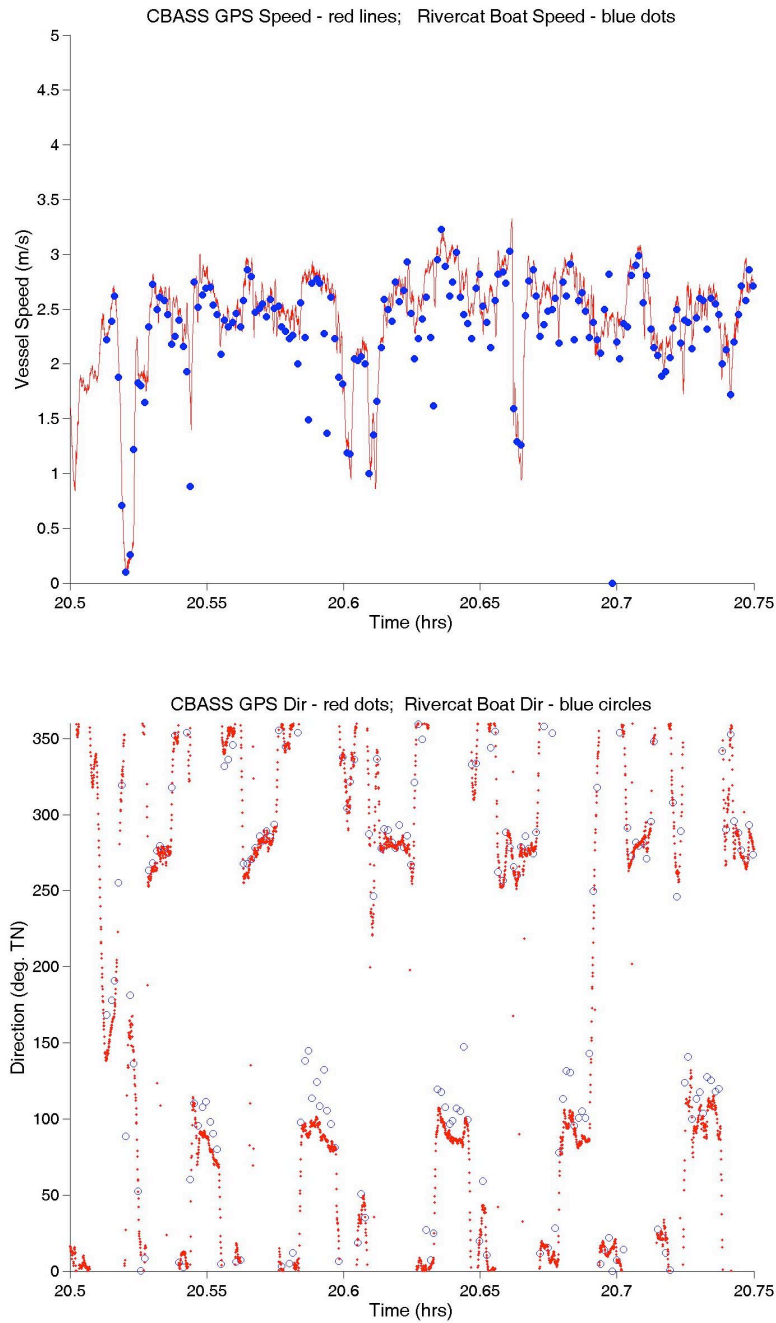 CBASS GPS Speed - red lines;   Rivercat Boat Speed - blue dots
5
4.5
4
3.5
3
2.5
2
1.5
1
0.5
0
Vessel Speed (m/s)
20.5 20.55 20.6 20.65 20.7 20.75
Time (hrs)
CBASS GPS Dir - red dots;  Rivercat Boat Dir - blue circles
350
300
250
200
150
100
50
0
Direction (deg. TN)
20.5 20.55 20.6 20.65 20.7 20.75
Time (hrs)